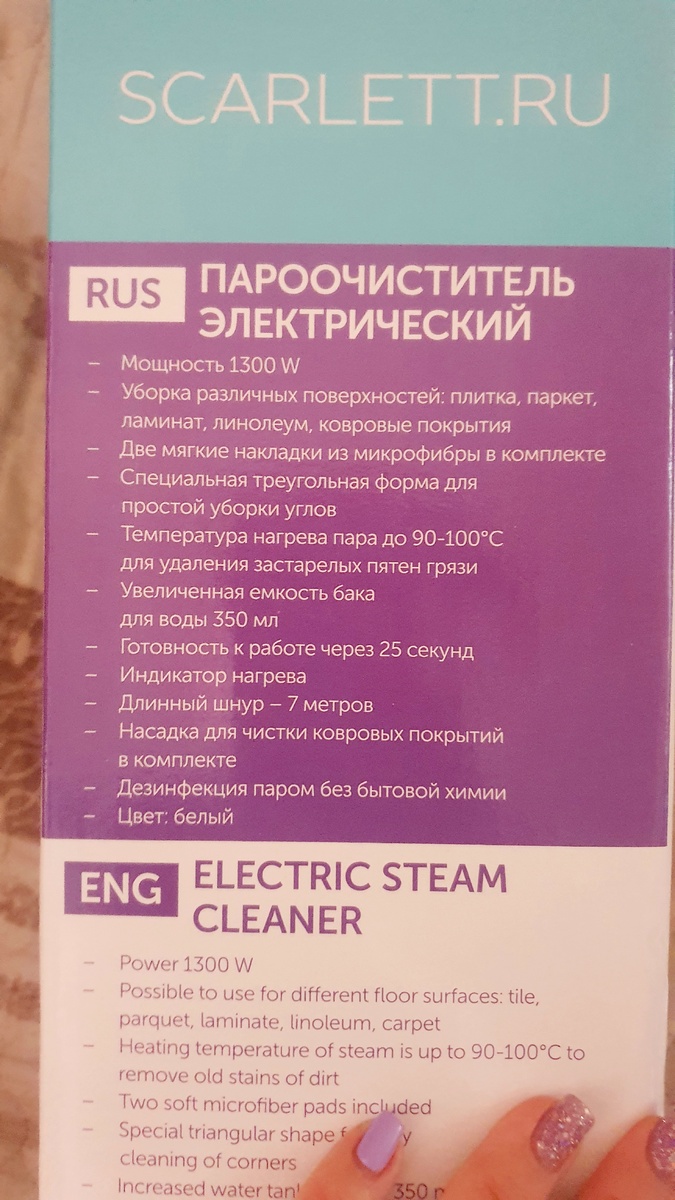 SCARLETT.RU
RUS
ПАРООЧИСТИТЕЛЬ
ЭЛЕКТРИЧЕСКИЙ
– Мощность 1300 W
– Уборка различных поверхностей: плитка, паркет,
ламинат, линолеум, ковровые покрытия
– Две мягкие накладки из микрофибры в комплекте
– Специальная треугольная форма для
простой уборки углов
– Температура нагрева пара до 90-100°C
для удаления застарелых пятен грязи
– Увеличенная емкость бака
для воды 350 мл
– Готовность к работе через 25 секунд
– Индикатор нагрева
– Длинный шнур – 7 метров
– Насадка для чистки ковровых покрытий
в комплекте
– Дезинфекция паром без бытовой химии
– Цвет: белый
ENG
ELECTRIC STEAM
CLEANER
– Power 1300 W
– Possible to use for different floor surfaces: tile,
parquet, laminate, linoleum, carpet
– Heating temperature of steam is up to 90-100°C to
remove old stains of dirt
– Two soft microfiber pads included
– Special triangular shape
cleaning of corners
– Increased water 350